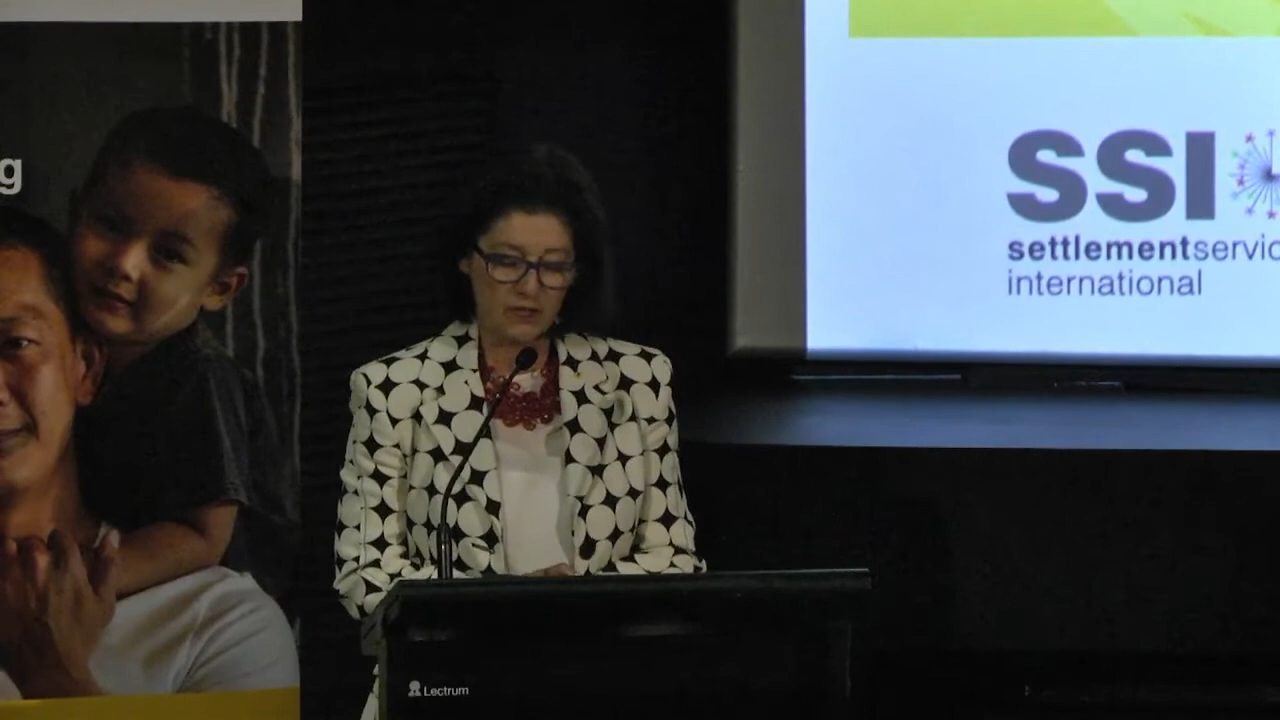 g
SSI
settlementservic
international
Lectrum